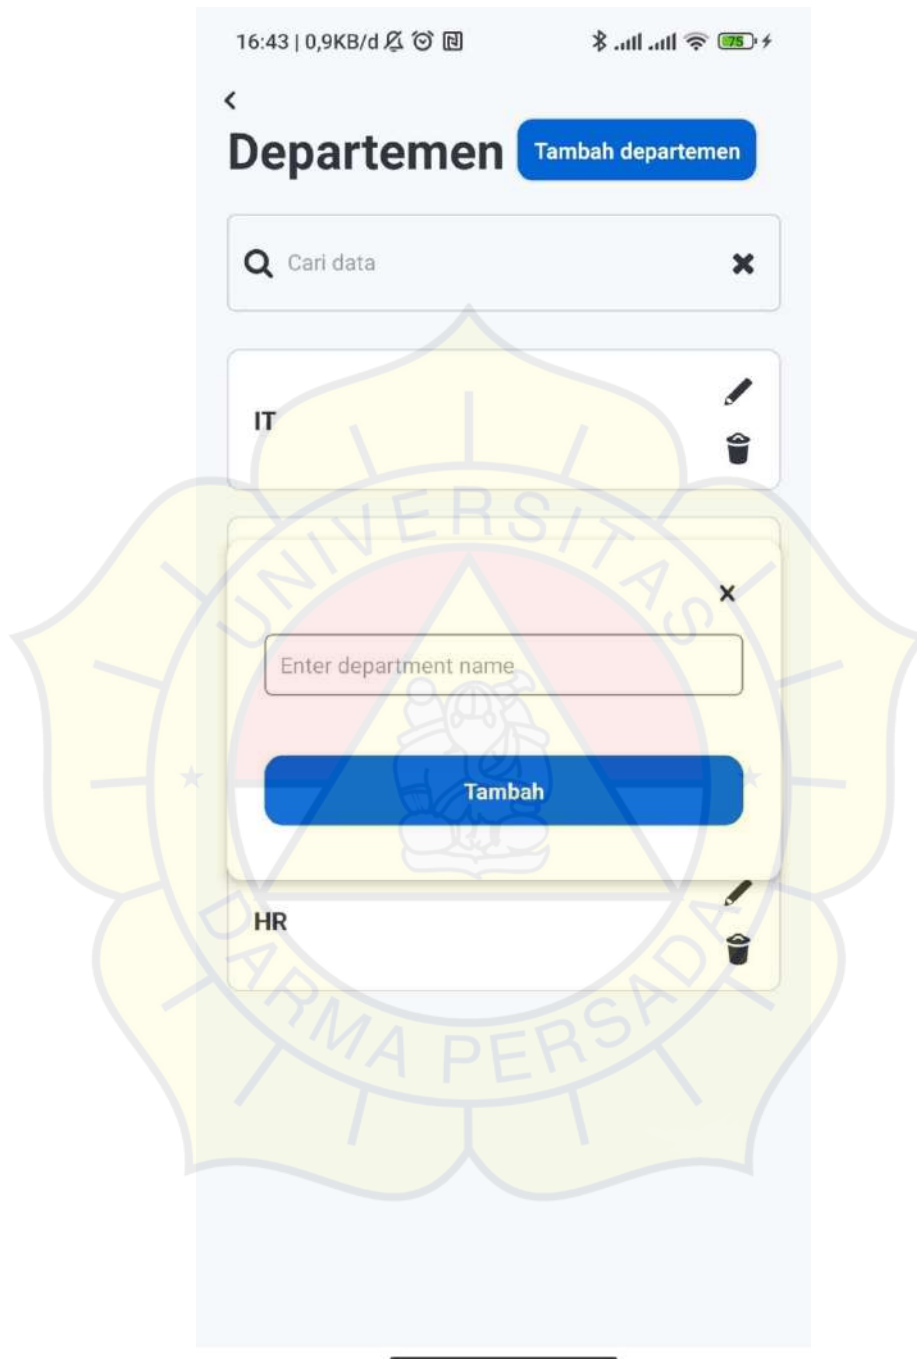 16:43 | 0,9KB/d
75
Departemen
Tambah departemen
Cari data
IT
Enter department name
Tambah
HR
UNIVERSITAS
DARMA PERSADA